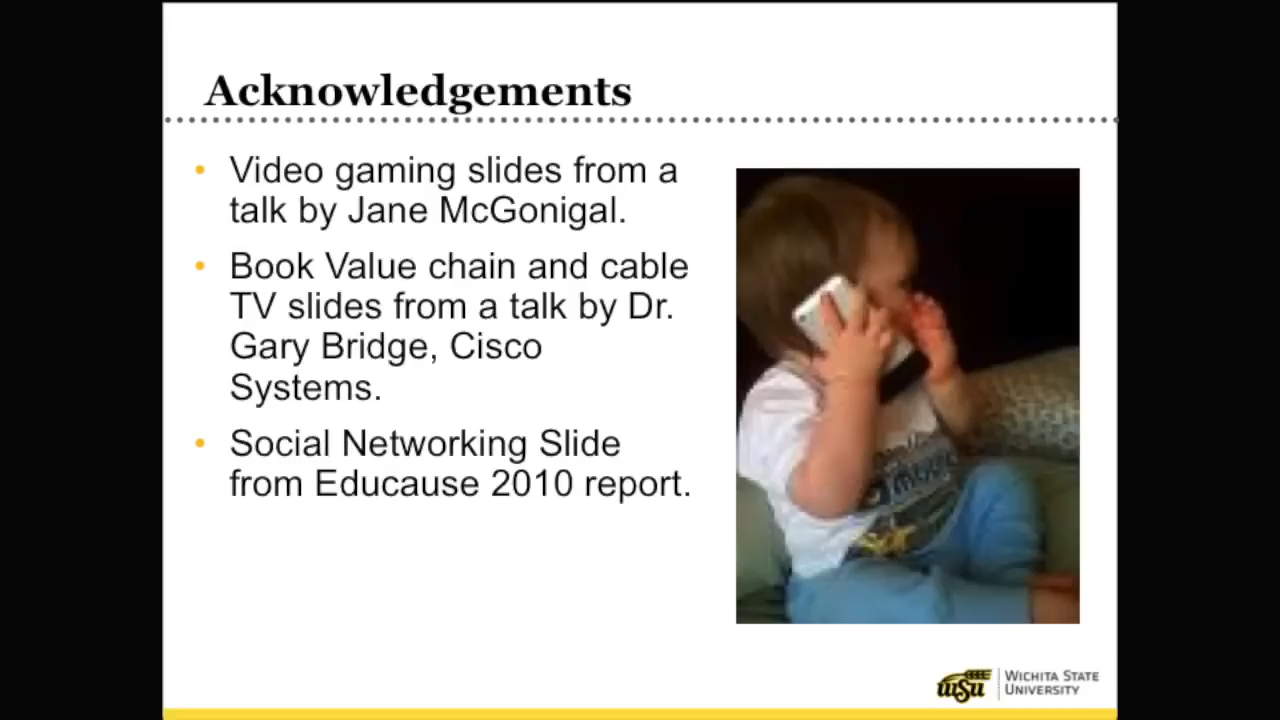 Acknowledgements
• Video gaming slides from a
talk by Jane McGonigal.
• Book Value chain and cable
TV slides from a talk by Dr.
Gary Bridge, Cisco
Systems.
• Social Networking Slide
from Educause 2010 report.
WSU
WICHITA STATE
UNIVERSITY